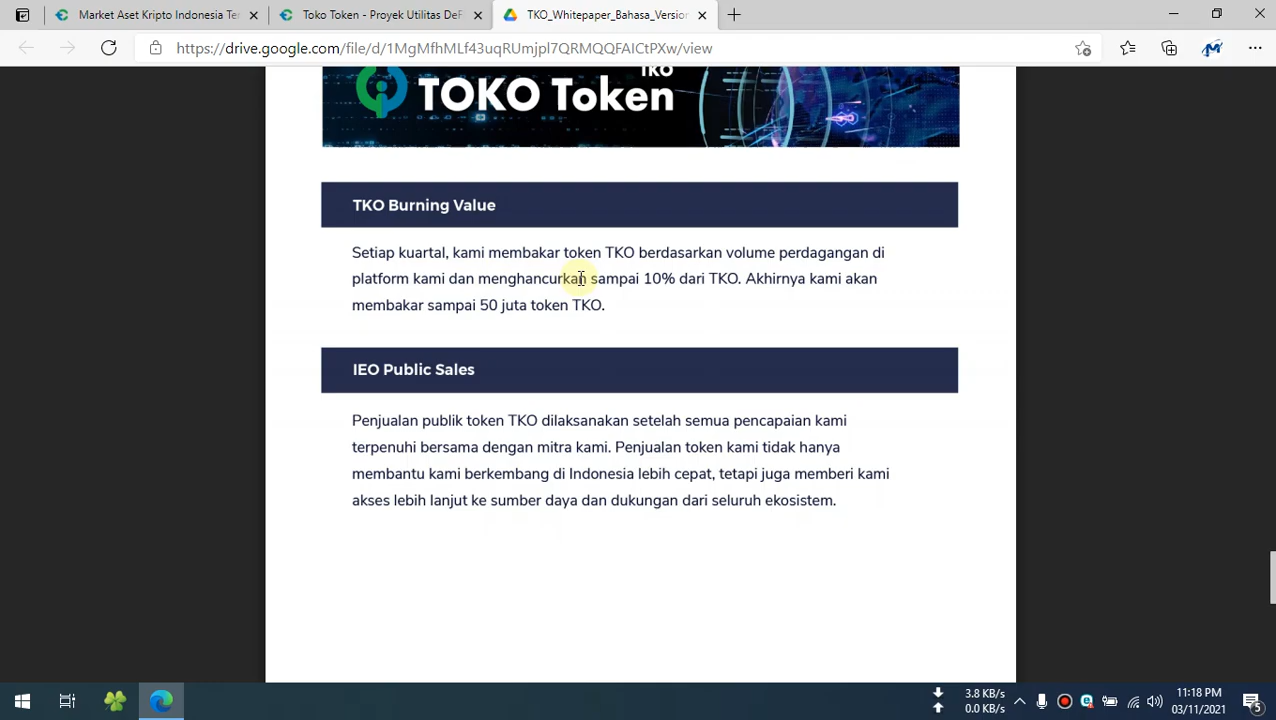 Market Aset Kripto Indonesia Te
Toko Token - Tokocrypto
TKO_Witepaper_Banasa_Version
https://drive.google.com/file/d/1MgMfhMLf43uqRUmjpl7QRMQQFAICtPXw/view
TKO
TOKO Token
TKO Burning Value
Setiap kuartal, kami membakar token TKO berdasarkan volume perdagangan di
platform kami dan menghancurkan sampai 10% dari TKO. Akhirnya kami akan
membakar sampai 50 juta token TKO.
IEO Public Sales
Penjualan publik token TKO dilaksanakan setelah semua pencapaian kami
terpenuhi bersama dengan mitra kami. Penjualan token kami tidak hanya
membantu kami berkembang di Indonesia lebih cepat, tetapi juga memberi kami
akses lebih lanjut ke sumber daya dan dukungan dari seluruh ekosistem.
3.8 KB/s
0.0 KB/s
11:18 PM
03/11/2021
5